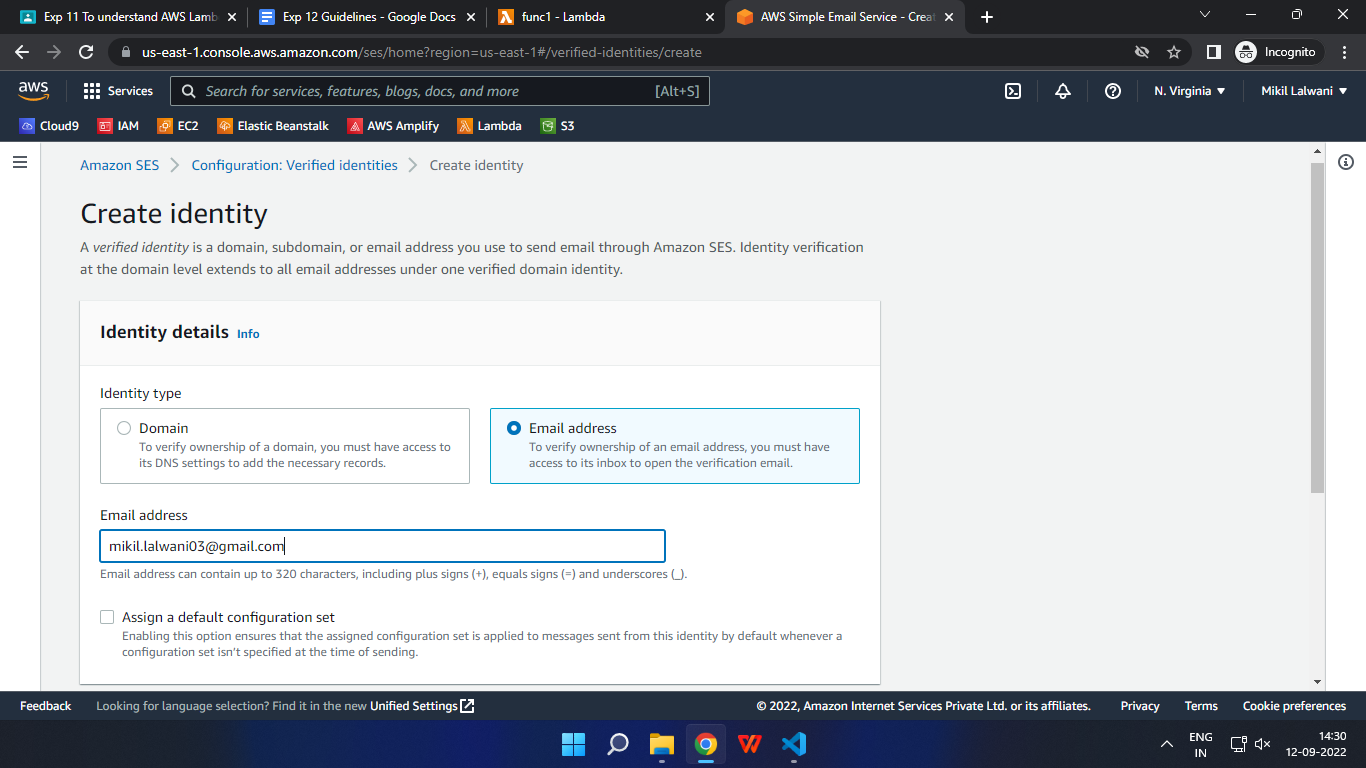 Exp 11 To understand AWS Lamb
Exp 12 Guidelines - Google Docs
func1 - Lambda
AWS Simple Email Service - Creat
us-east-1.console.aws.amazon.com/ses/home?region=us-east-1#/verified-identities/create
Incognito
aws
Services
Search for services, features, blogs, docs, and more
[Alt+S]
N. Virginia
Mikil Lalwani
Cloud9
IAM
EC2
Elastic Beanstalk
AWS Amplify
Lambda
S3
Amazon SES
Configuration: Verified identities
Create identity
Create identity
A verified identity is a domain, subdomain, or email address you use to send email through Amazon SES. Identity verification
at the domain level extends to all email addresses under one verified domain identity.
Identity details Info
Identity type
Domain
To verify ownership of a domain, you must have access to
its DNS settings to add the necessary records.
Email address
To verify ownership of an email address, you must have
access to its inbox to open the verification email.
Email address
mikil.lalwani03@gmail.com
Email address can contain up to 320 characters, including plus signs (+), equals signs (=) and underscores (_).
Assign a default configuration set
Enabling this option ensures that the assigned configuration set is applied to messages sent from this identity by default whenever a
configuration set isn't specified at the time of sending.
Feedback
Looking for language selection? Find it in the new Unified Settings
© 2022, Amazon Internet Services Private Ltd. or its affiliates.
Privacy
Terms
Cookie preferences
ENG
IN
14:30
12-09-2022